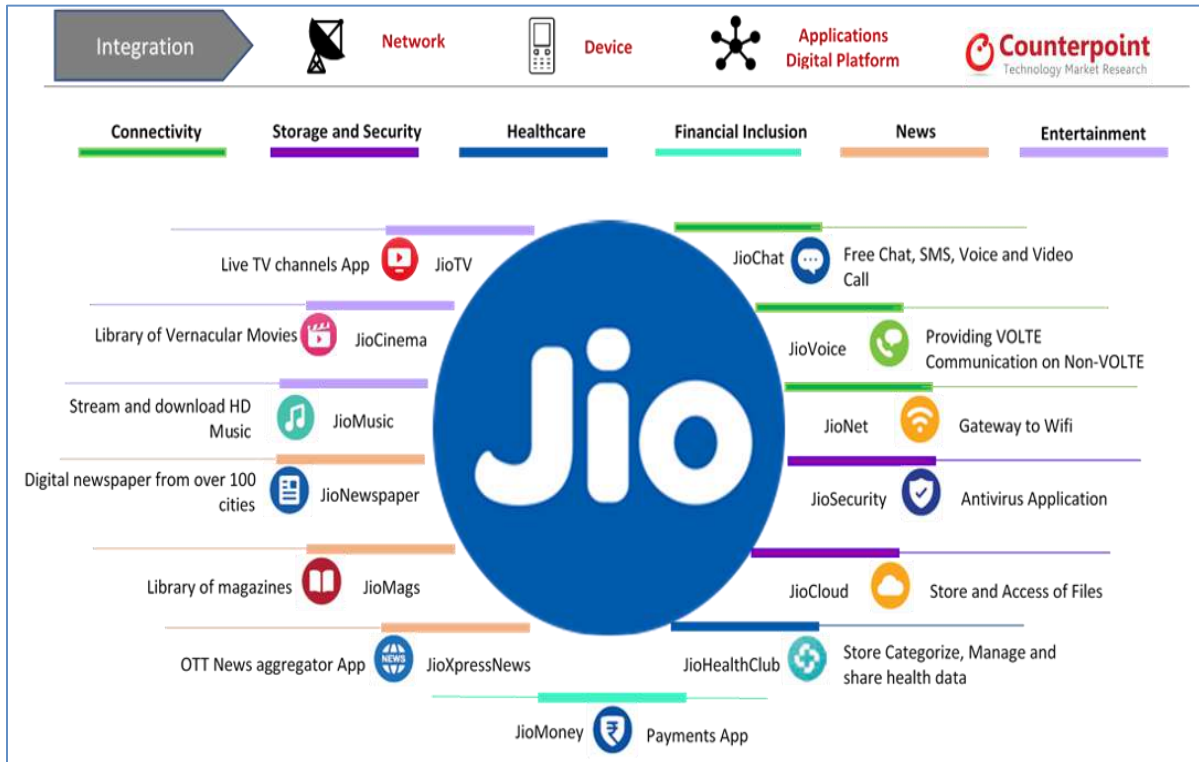 Integration
Network
Device
Applications
Digital Platform
Counterpoint
Technology Market Research
Connectivity
Storage and Security
Healthcare
Financial Inclusion
News
Entertainment
Live TV channels App
JioTV
Library of Vernacular Movies
JioCinema
Stream and download HD
Music
JioMusic
Digital newspaper from over 100
cities
NEWS
JioNewspaper
Library of magazines
JioMags
OTT News aggregator App
JioXpressNews
Jio
JioChat
Free Chat, SMS, Voice and Video
Call
JioVoice
Providing VOLTE
Communication on Non-VOLTE
JioNet
Gateway to Wifi
JioSecurity
Antivirus Application
JioCloud
Store and Access of Files
JioHealthClub
Store Categorize, Manage and
share health data
JioMoney
₹
Payments App